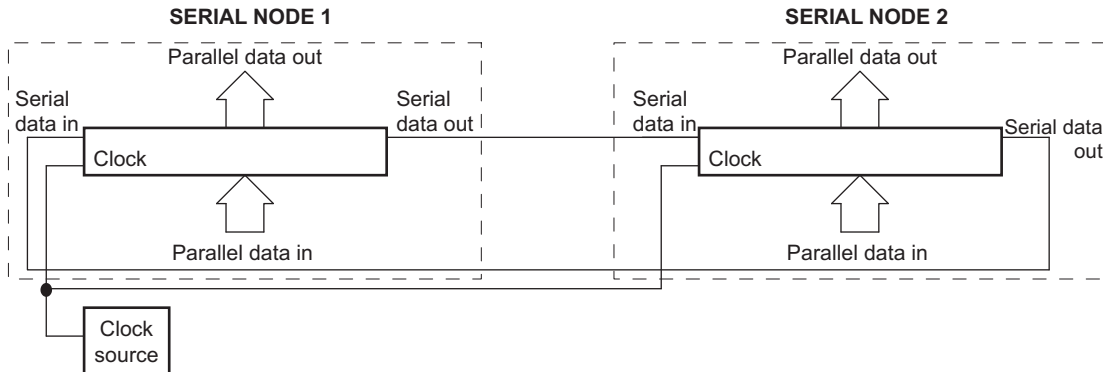 SERIAL NODE 1
Parallel data out
Serial
data in
Serial
data out
Clock
Parallel data in
SERIAL NODE 2
Parallel data out
Serial
data in
Serial data
out
Clock
Parallel data in
Clock
source